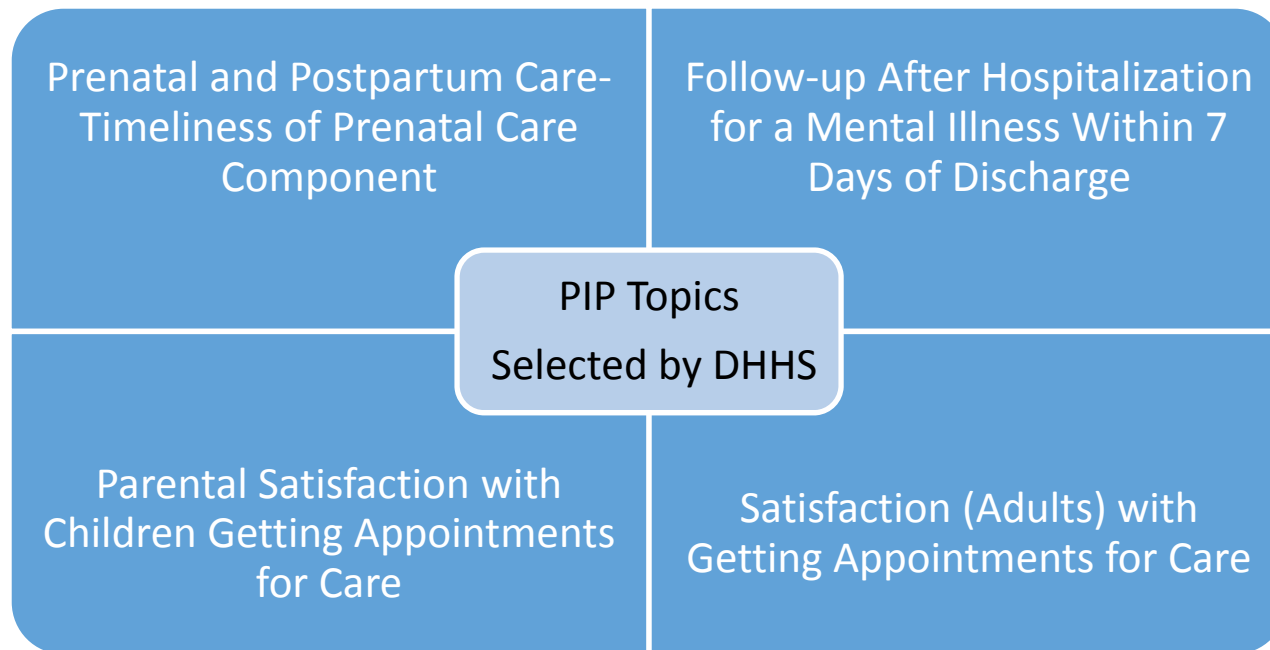 Prenatal and Postpartum Care-
Timeliness of Prenatal Care
Component
Follow-up After Hospitalization
for a Mental Illness Within 7
Days of Discharge
PIP Topics
Selected by DHHS
Parental Satisfaction with
Children Getting Appointments
for Care
Satisfaction (Adults) with
Getting Appointments for Care